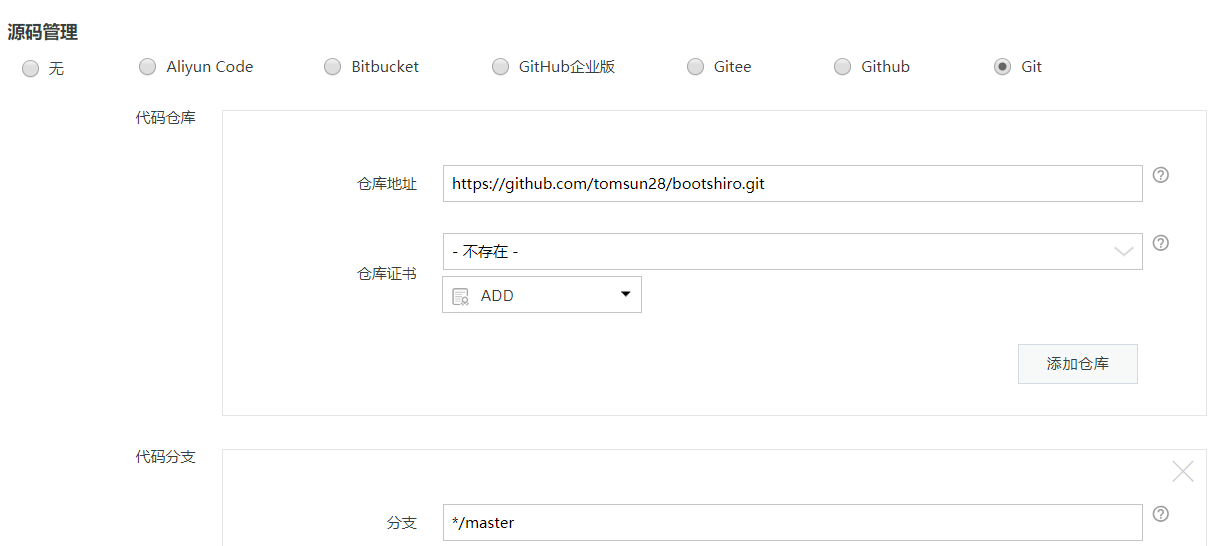 源码管理
无 Aliyun Code Bitbucket GitHub企业版 Gitee Github Git
代码仓库
仓库地址 https://github.com/tomsun28/bootshiro.git
- 不存在 -
仓库证书
ADD
添加仓库
代码分支
分支 */master